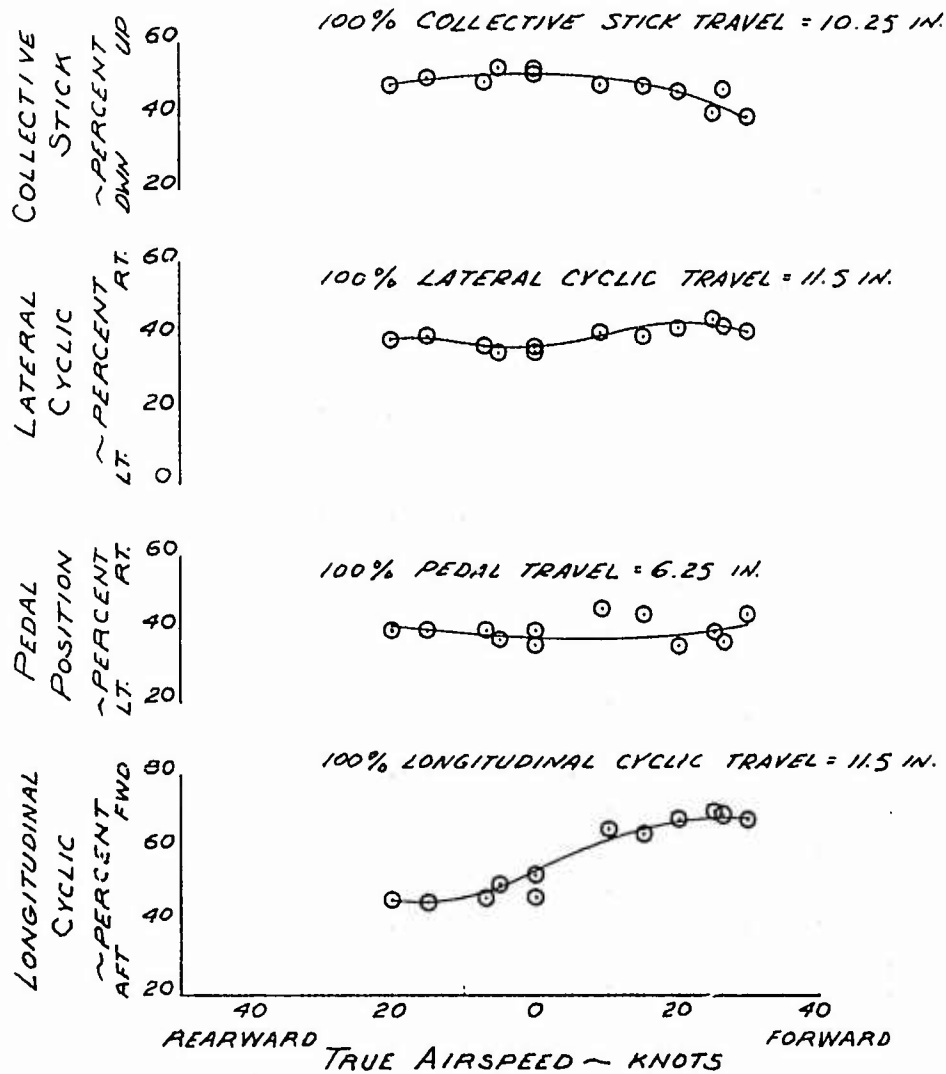 100% COLLECTIVE STICK TRAVEL = 10.25 IN.
COLLECTIVE
STICK
~PERCENT
DWN UP
60
40
20
100% LATERAL CYCLIC TRAVEL = 11.5 IN.
LATERAL
CYCLIC
~ PERCENT
LT. RT.
60
40
20
0
100% PEDAL TRAVEL = 6.25 IN.
PEDAL
POSITION
~PERCENT
LT. RT.
60
40
20
100% LONGITUDINAL CYCLIC TRAVEL = 11.5 IN.
LONGITUDINAL
CYCLIC
~PERCENT
AFT FWD
80
60
40
20
40 20 0 20 40
REARWARD FORWARD
TRUE AIRSPEED ~ KNOTS